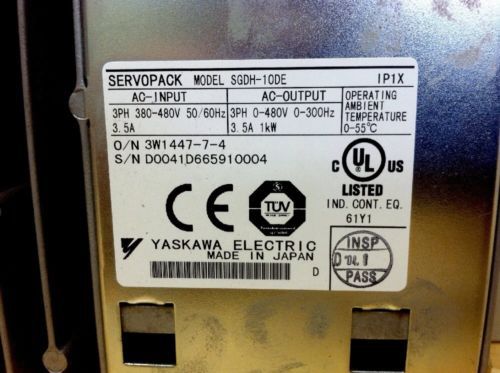 SERVOPACK MODEL SGDH-10DE IP1X
AC-INPUT AC-OUTPUT OPERATING
3PH 380-480V 50/60Hz 3PH 0-480V 0-300Hz AMBIENT
3.5A 3.5A 1kW TEMPERATURE
0-55℃
O/N 3W1447-7-4
S/N D0041D665910004
C UL US
LISTED
IND. CONT. EQ.
61Y1
CE
TÜV
YASKAWA ELECTRIC
MADE IN JAPAN
D
INSP
D
PASS